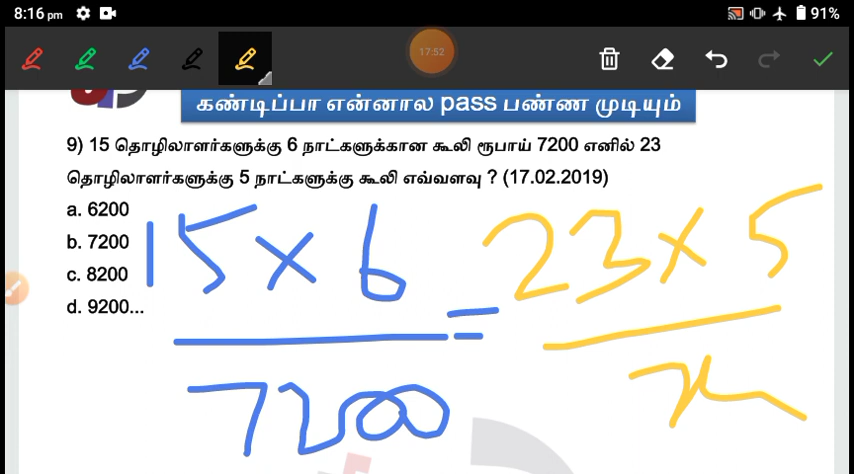 8:16 pm 91%
17:52
கண்டிப்பா என்னால pass பண்ண முடியும்
9) 15 தொழிலாளர்களுக்கு 6 நாட்களுக்கான கூலி ரூபாய் 7200 எனில் 23
தொழிலாளர்களுக்கு 5 நாட்களுக்கு கூலி எவ்வளவு ? (17.02.2019)
a. 6200
b. 7200
c. 8200
d. 9200...
15 × 6 = 23 × 5
7200 x